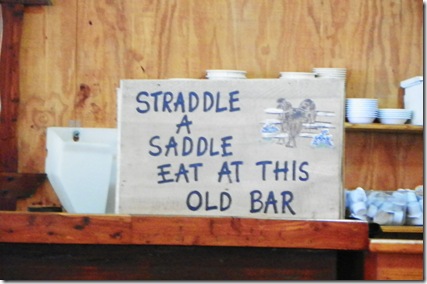 STRADDLE
A
SADDLE
EAT AT THIS
OLD BAR